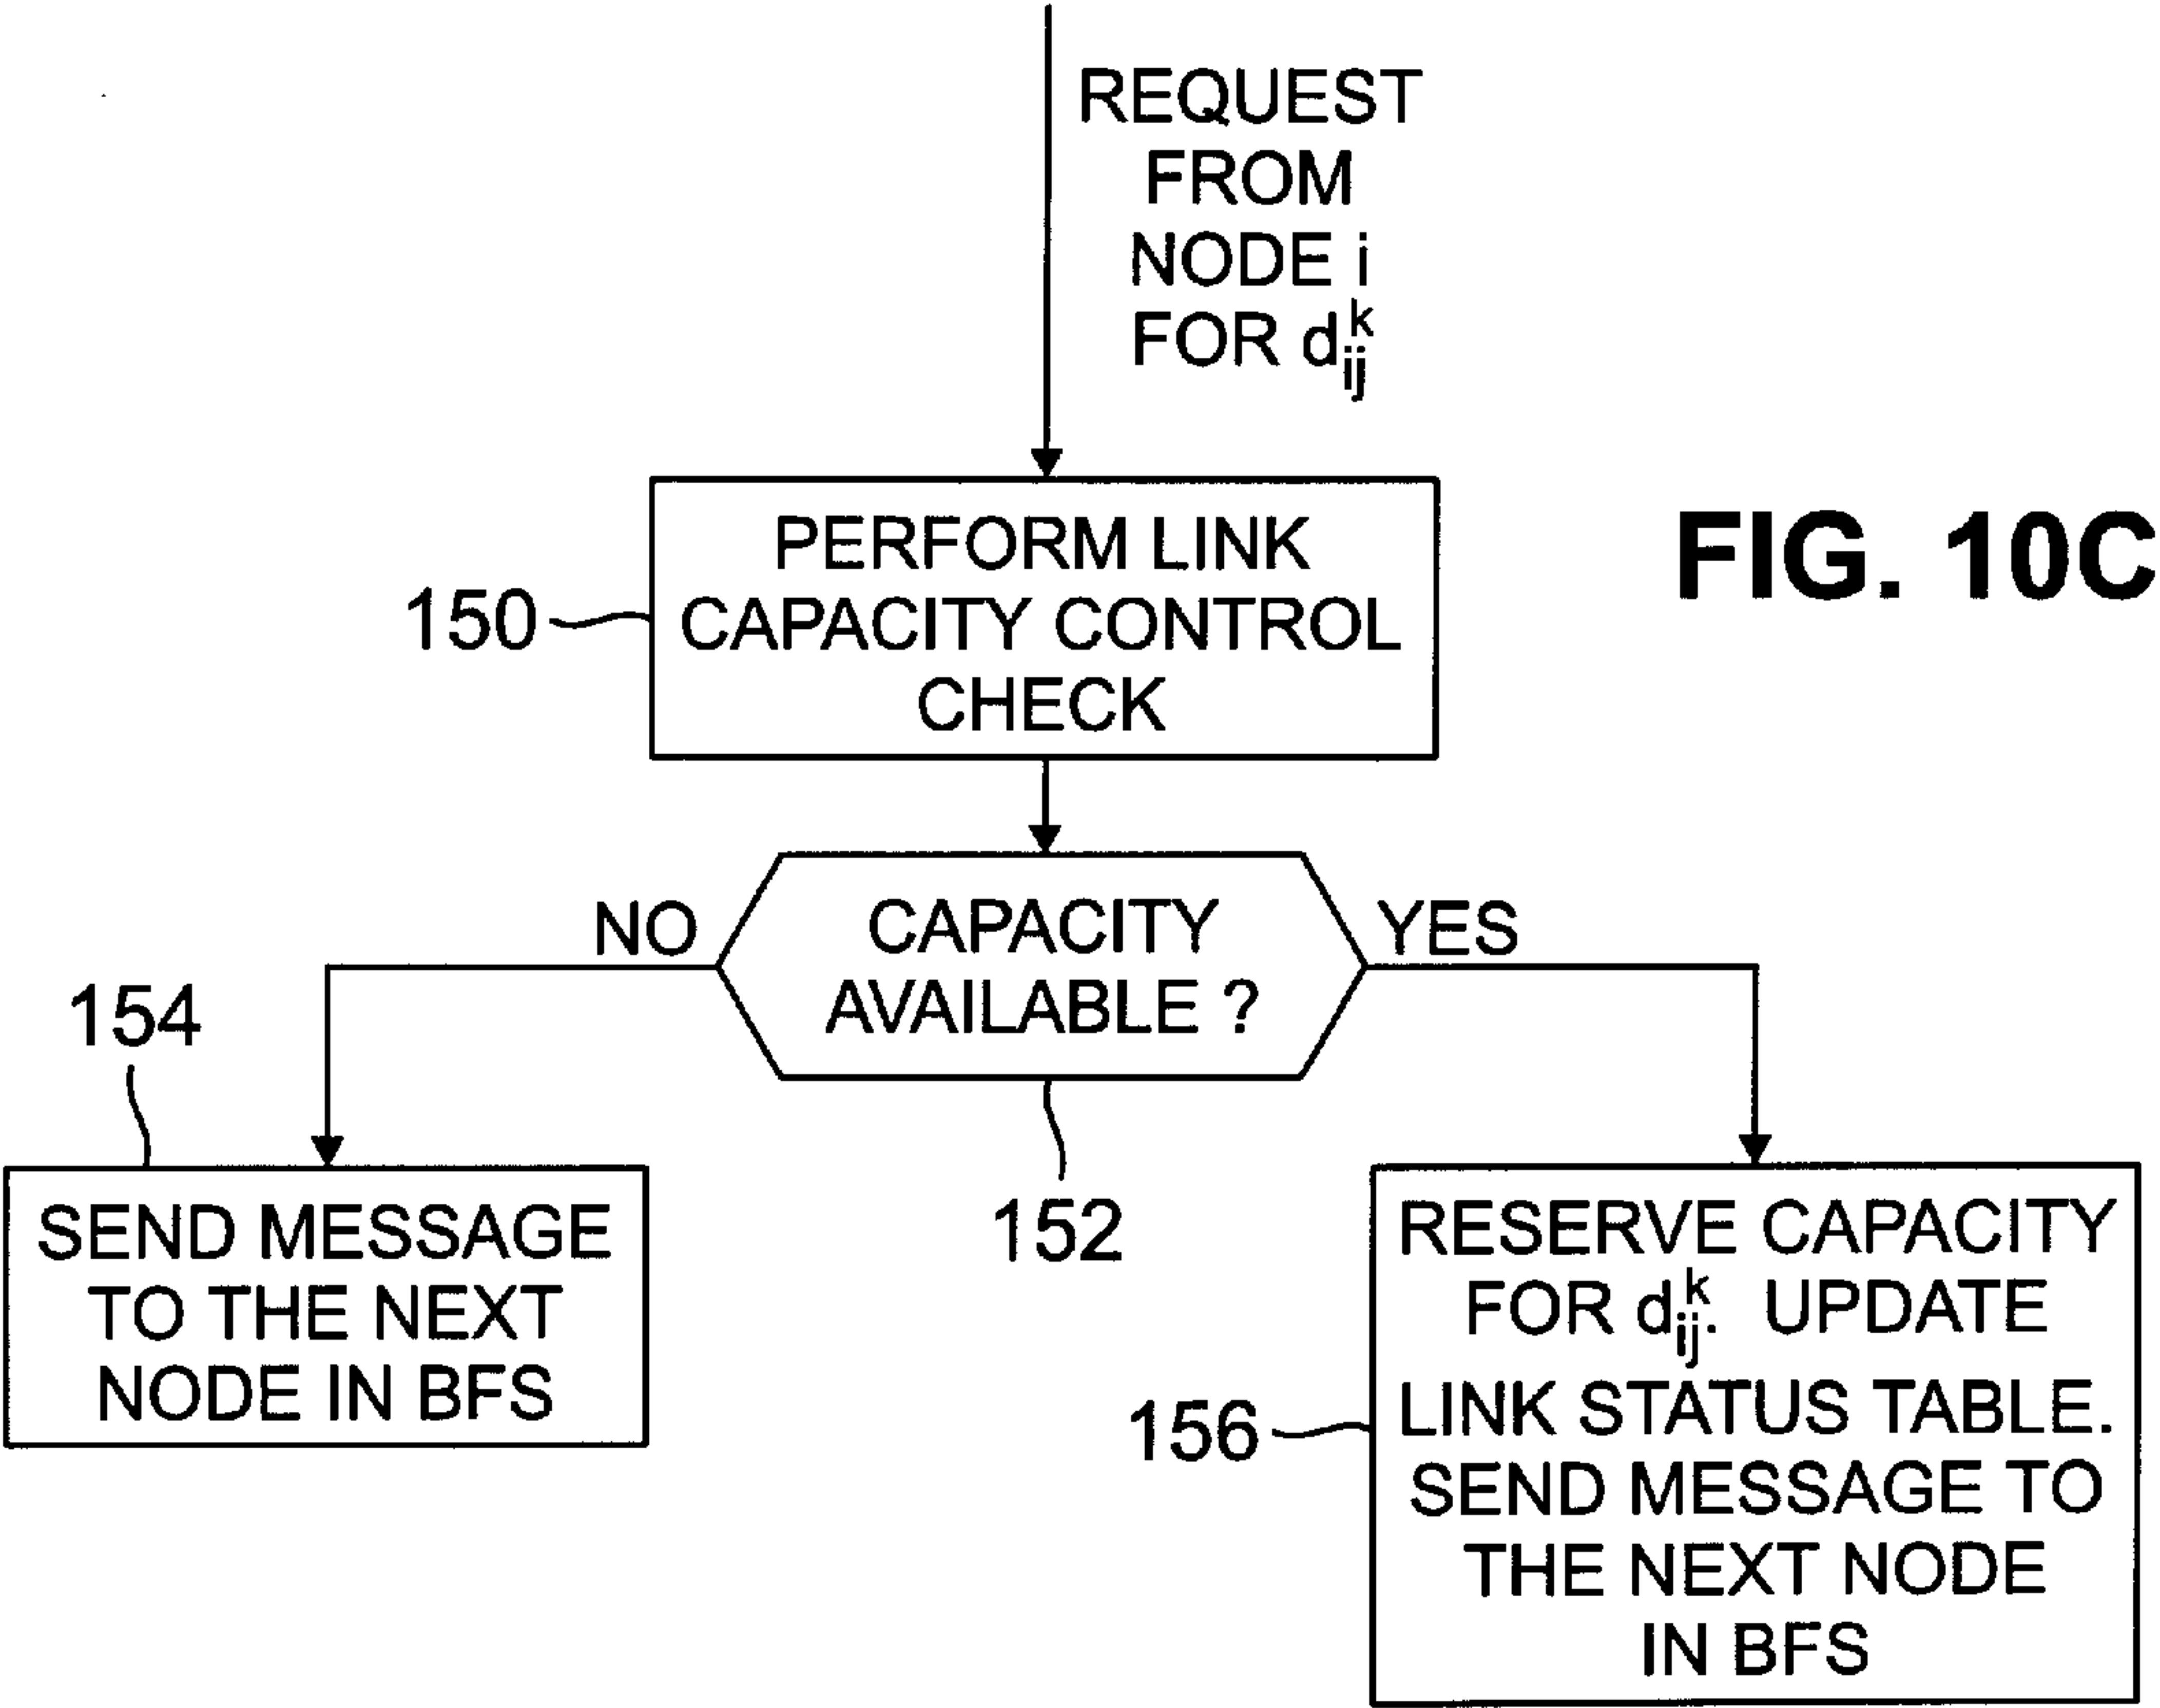 REQUEST
FROM
NODE i
FOR d^k_ij
PERFORM LINK
CAPACITY CONTROL
CHECK
150
FIG. 10C
NO
CAPACITY
AVAILABLE ?
YES
154
152
SEND MESSAGE
TO THE NEXT
NODE IN BFS
156
RESERVE CAPACITY
FOR d^k_ij. UPDATE
LINK STATUS TABLE.
SEND MESSAGE TO
THE NEXT NODE
IN BFS